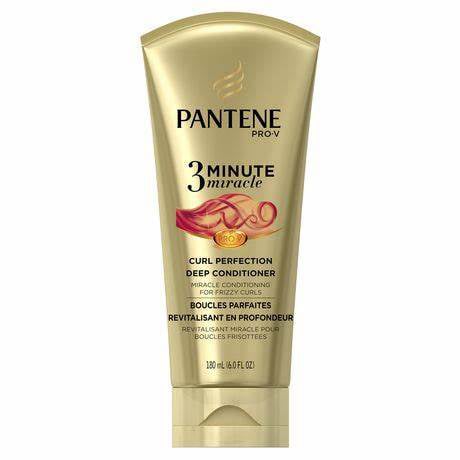 PANTENE
PRO·V
3 MINUTE
miracle
PRO·V
CURL PERFECTION
DEEP CONDITIONER
MIRACLE CONDITIONING
FOR FRIZZY CURLS
BOUCLES PARFAITES
REVITALISANT EN PROFONDEUR
REVITALISANT MIRACLE POUR
BOUCLES FRISOTTÉES
180 mL (6.0 FL OZ)